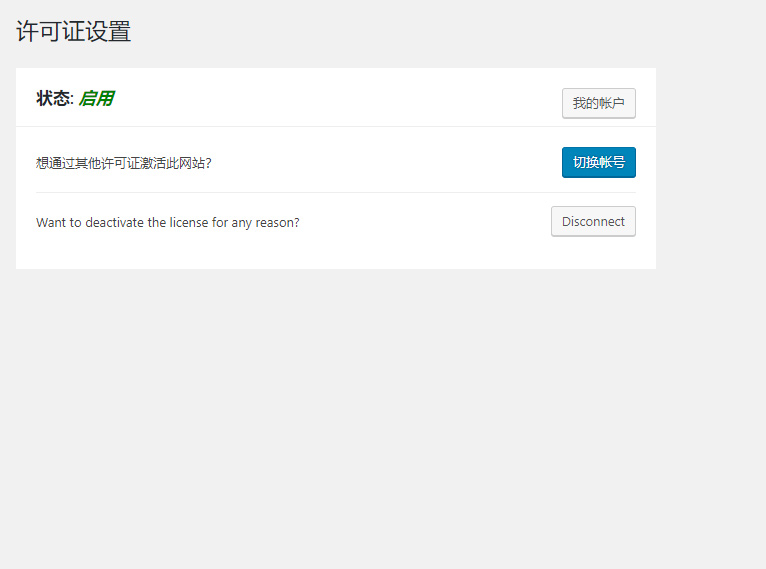 许可证设置
状态: 启用
我的帐户
想通过其他许可证激活此网站?
切换帐号
Want to deactivate the license for any reason?
Disconnect